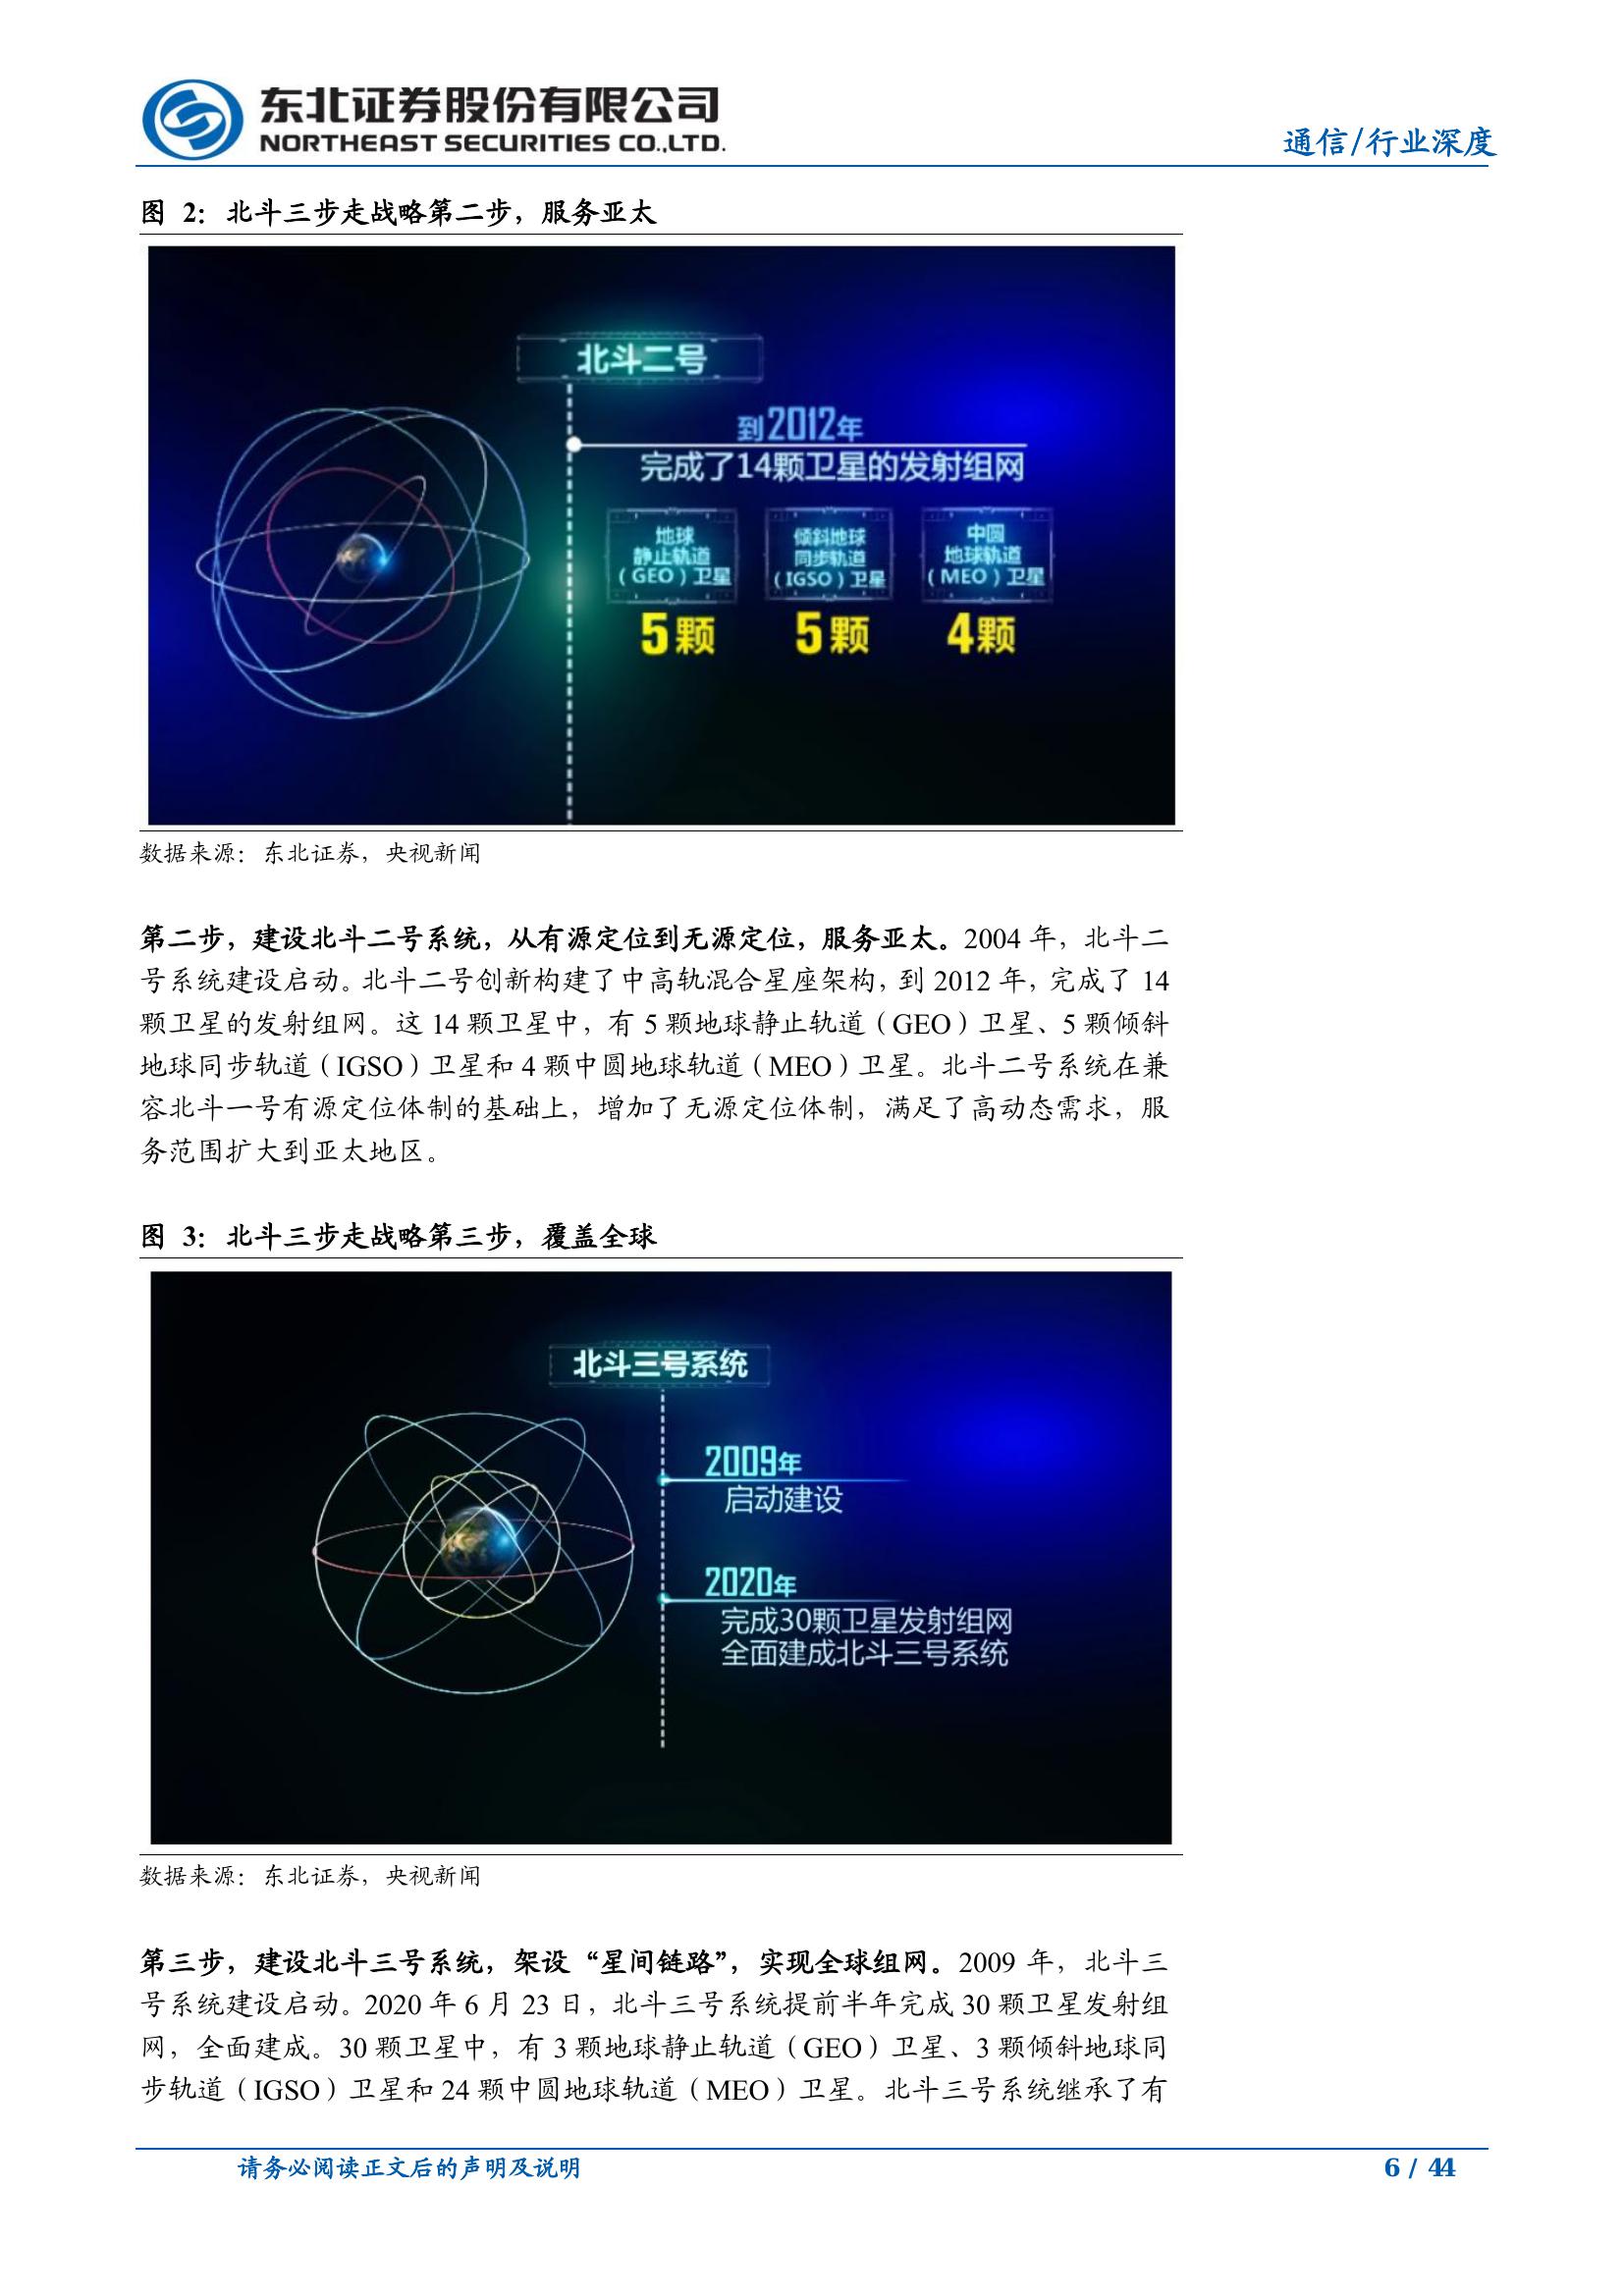 东北证券股份有限公司
NORTHEAST SECURITIES CO.,LTD.
通信/行业深度
图 2：北斗三步走战略第二步，服务亚太
北斗二号
到2012年
完成了14颗卫星的发射组网
地球
静止轨道
（GEO）卫星
倾斜地球
同步轨道
（IGSO）卫星
中圆
地球轨道
（MEO）卫星
5颗
5颗
4颗
数据来源：东北证券，央视新闻
第二步，建设北斗二号系统，从有源定位到无源定位，服务亚太。2004 年，北斗二
号系统建设启动。北斗二号创新构建了中高轨混合星座架构，到 2012 年，完成了 14
颗卫星的发射组网。这 14 颗卫星中，有 5 颗地球静止轨道（GEO）卫星、5 颗倾斜
地球同步轨道（IGSO）卫星和 4 颗中圆地球轨道（MEO）卫星。北斗二号系统在兼
容北斗一号有源定位体制的基础上，增加了无源定位体制，满足了高动态需求，服
务范围扩大到亚太地区。
图 3：北斗三步走战略第三步，覆盖全球
北斗三号系统
2009年
启动建设
2020年
完成30颗卫星发射组网
全面建成北斗三号系统
数据来源：东北证券，央视新闻
第三步，建设北斗三号系统，架设“星间链路”，实现全球组网。2009 年，北斗三
号系统建设启动。2020 年 6 月 23 日，北斗三号系统提前半年完成 30 颗卫星发射组
网，全面建成。30 颗卫星中，有 3 颗地球静止轨道（GEO）卫星、3 颗倾斜地球同
步轨道（IGSO）卫星和 24 颗中圆地球轨道（MEO）卫星。北斗三号系统继承了有
请务必阅读正文后的声明及说明
6 / 44